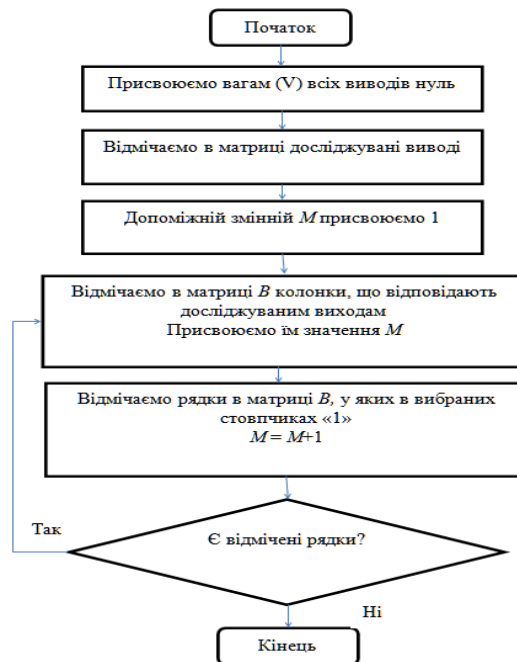 Початок
Присвоюємо вагам (V) всіх виводів нуль
Відмічаємо в матриці досліджувані виводі
Допоміжній змінній M присвоюємо 1
Відмічаємо в матриці B колонки, що відповідають
досліджуваним виходам
Присвоюємо їм значення M
Відмічаємо рядки в матриці B, у яких в вибраних
стовпчиках «1»
M = M+1
Так
Є відмічені рядки?
Ні
Кінець